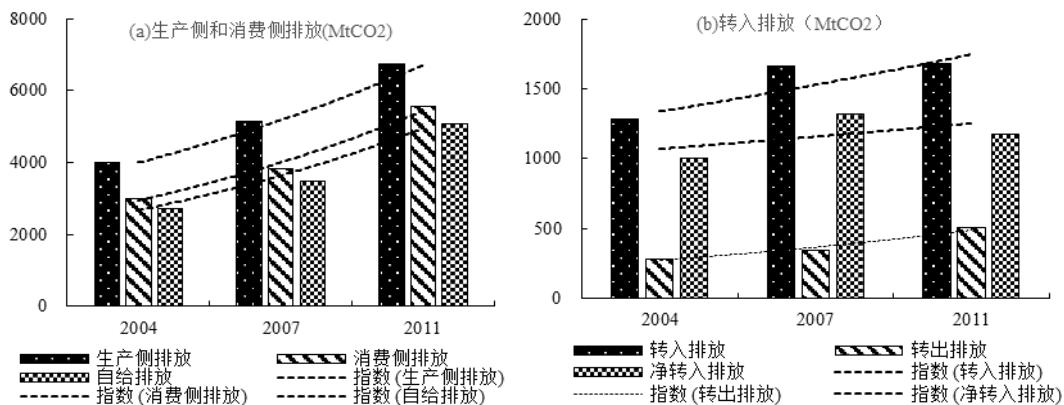 (a)生产侧和消费侧排放(MtCO2)
8000
6000
4000
2000
0
2004 2007 2011
生产侧排放 消费侧排放
自给排放 指数 (生产侧排放)
指数 (消费侧排放) 指数 (自给排放)
(b)转入排放（MtCO2）
2000
1500
1000
500
0
2004 2007 2011
转入排放 转出排放
净转入排放 指数 (转入排放)
指数 (转出排放) 指数 (净转入排放)